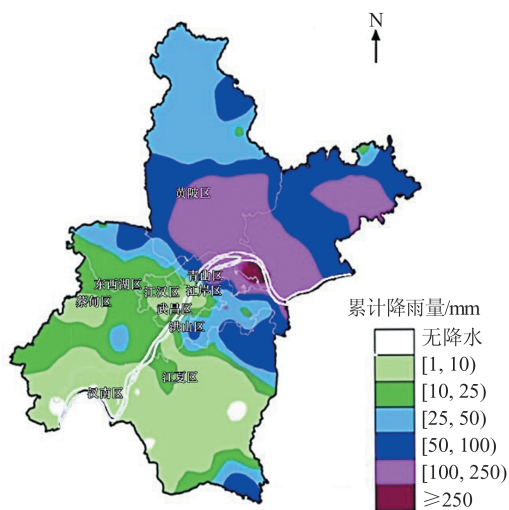 N
黄陂区
青山区
东西湖区
江汉区
江岸区
蔡甸区
武昌区
洪山区
江夏区
汉南区
累计降雨量/mm
无降水
[1, 10)
[10, 25)
[25, 50)
[50, 100)
[100, 250)
≥250